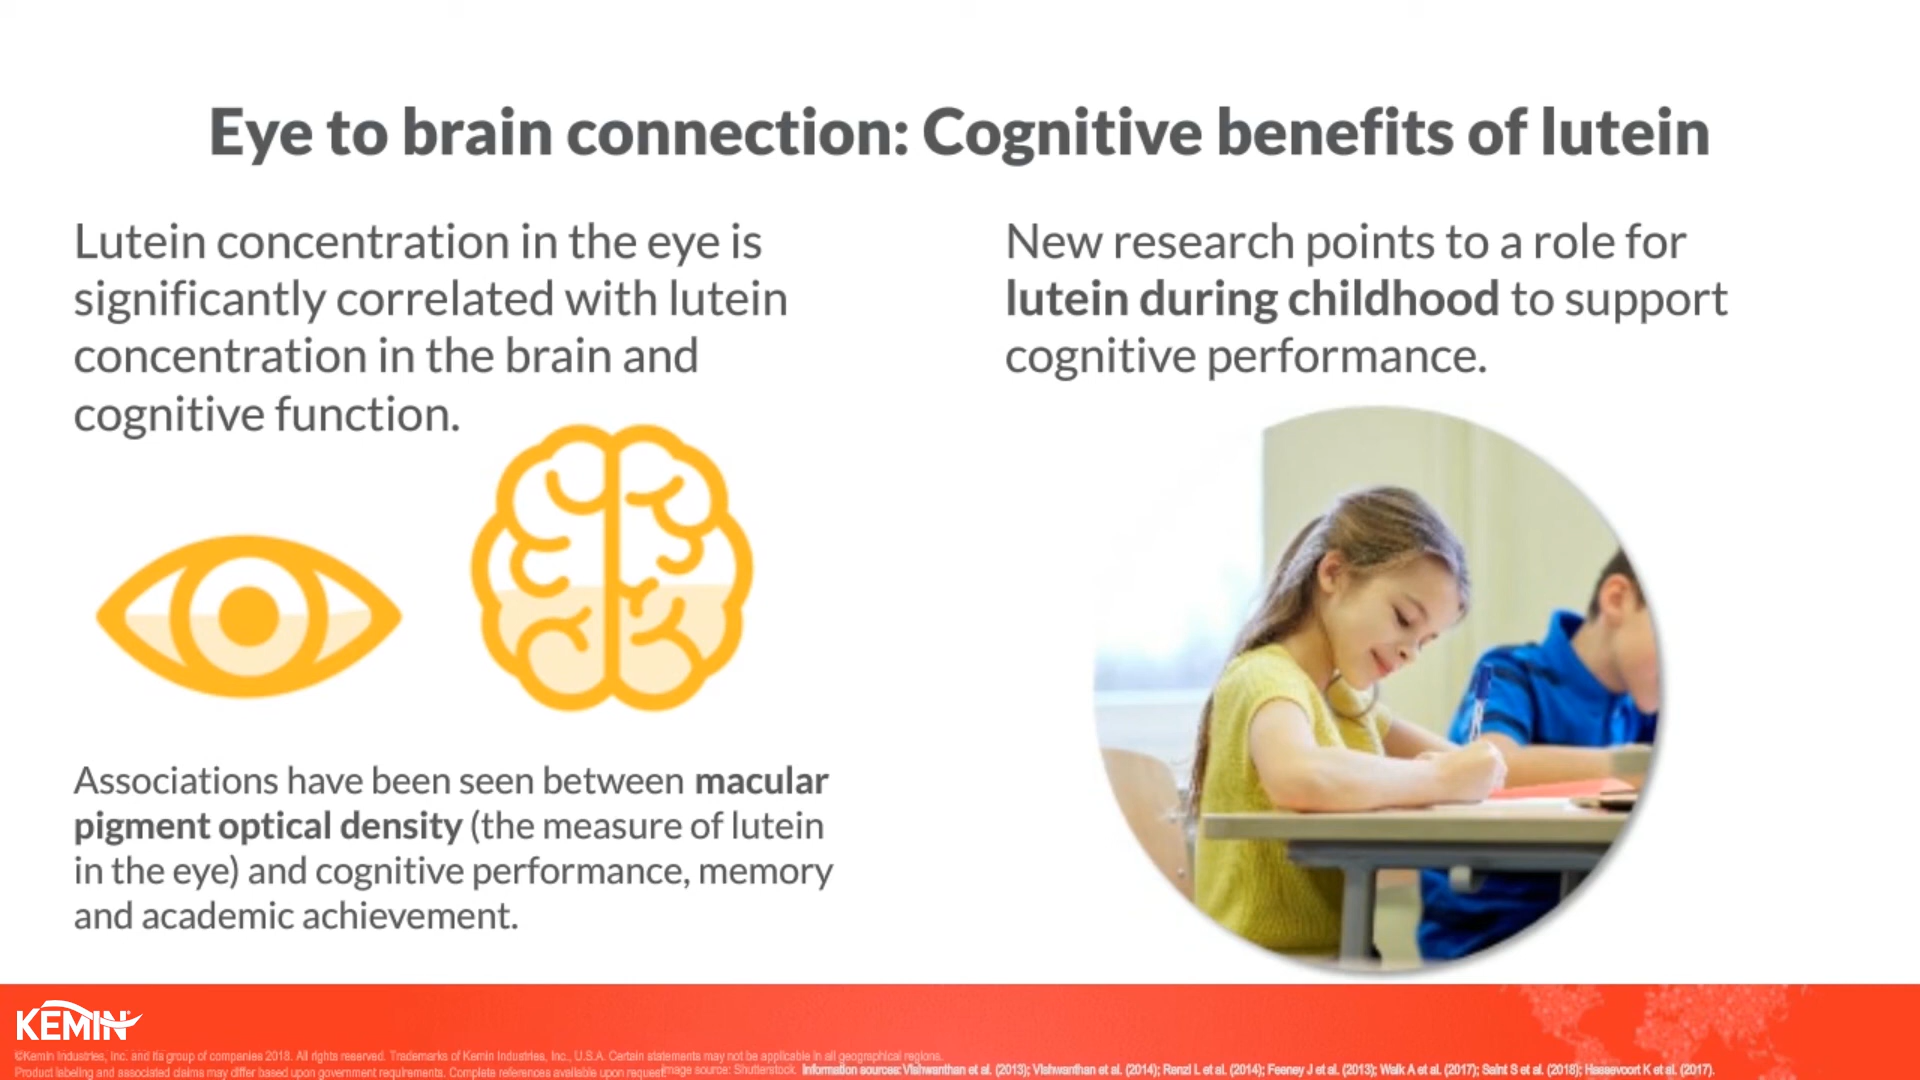 Eye to brain connection: Cognitive benefits of lutein
Lutein concentration in the eye is
significantly correlated with lutein
concentration in the brain and
cognitive function.
Associations have been seen between macular
pigment optical density (the measure of lutein
in the eye) and cognitive performance, memory
and academic achievement.
New research points to a role for
lutein during childhood to support
cognitive performance.
KEMIN
©Kemin Industries, Inc. and its group of companies 2018. All rights reserved. Trademarks of Kemin Industries, Inc., U.S.A. Certain statements may not be applicable in all geographical regions.
Product labeling and associated claims may differ based upon government requirements. Complete references available upon request.
Image source: Shutterstock. Information sources: Vishwanthan et al. (2013); Vishwanthan et al. (2014); Renzi L et al. (2014); Feeney J et al. (2013); Walk A et al. (2017); Saint S et al. (2018); Hassevoort K et al. (2017).